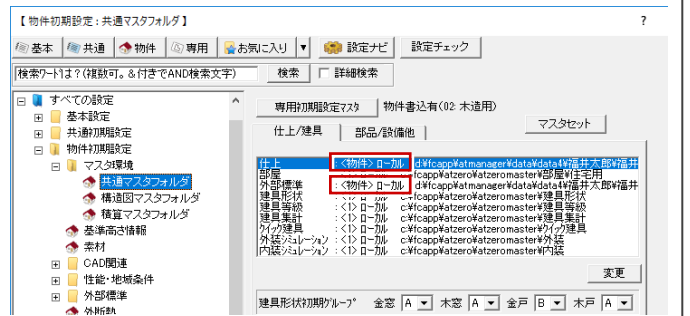 【物件初期設定:共通マスタフォルダ】 ?
基本 共通 物件 専用 お気に入り ▼ 設定ナビ 設定チェック
検索ワードは?(複数可。&付きでAND検索文字) 検索 詳細検索
すべての設定
基本設定
共通初期設定
物件初期設定
マスタ環境
共通マスタフォルダ
構造図マスタフォルダ
積算マスタフォルダ
基準高さ情報
素材
CAD関連
性能・地域条件
外部標準
外断熱
専用初期設定マスタ 物件書込有(02:木造用)
マスタセット
仕上/建具 部品/設備他
仕上 :<物件>ローカル d:¥fcapp¥atmanager¥data¥data4¥福井太郎¥福井
部屋 :<1>ローカル c:¥fcapp¥atzero¥atzeromaster¥部屋¥住宅用
外部標準 :<物件>ローカル d:¥fcapp¥atmanager¥data¥data4¥福井太郎¥福井
建具形状 :<1>ローカル c:¥fcapp¥atzero¥atzeromaster¥建具形状
建具等級 :<1>ローカル c:¥fcapp¥atzero¥atzeromaster¥建具等級
建具集計 :<1>ローカル c:¥fcapp¥atzero¥atzeromaster¥建具集計
クイック建具 :<1>ローカル c:¥fcapp¥atzero¥atzeromaster¥クイック建具
外装シミュレーション :<1>ローカル c:¥fcapp¥atzero¥atzeromaster¥外装
内装シミュレーション :<1>ローカル c:¥fcapp¥atzero¥atzeromaster¥内装
変更
建具形状初期グループ 金窓 A 木窓 A 金戸 B 木戸 A